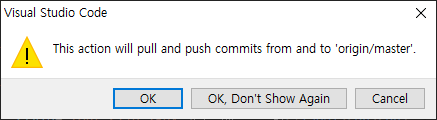 Visual Studio Code
This action will pull and push commits from and to 'origin/master'.
OK
OK, Don't Show Again
Cancel